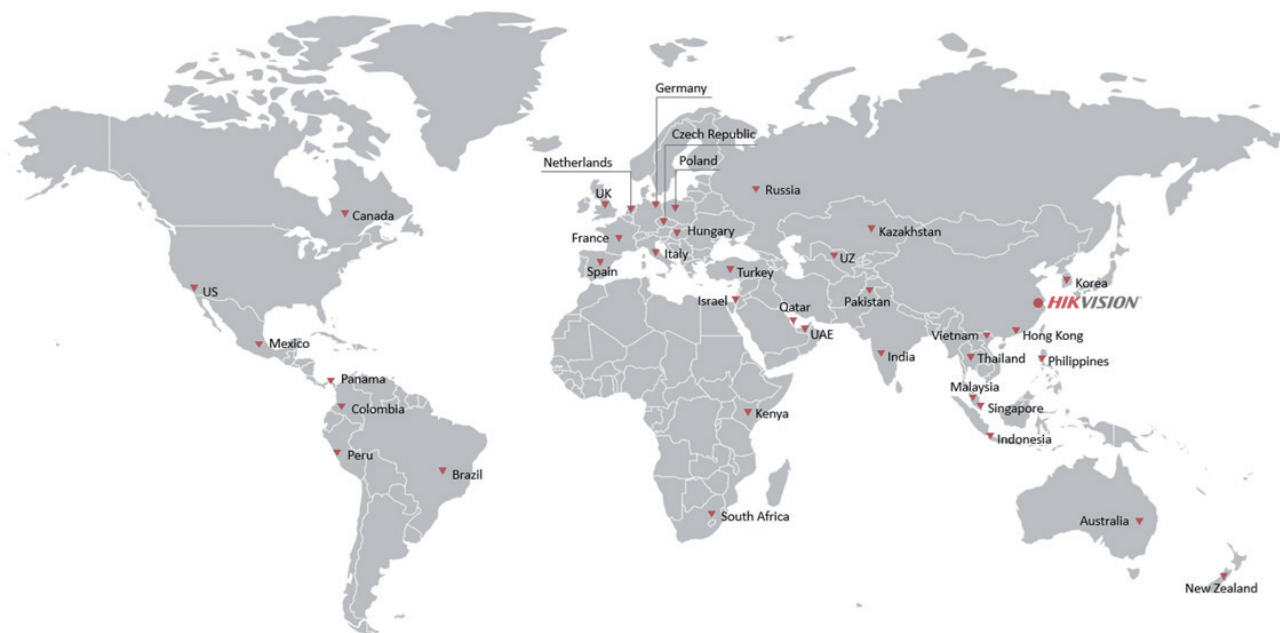 Germany
Czech Republic
Netherlands
Poland
UK
Russia
Canada
Hungary
Kazakhstan
France
Italy
UZ
Spain
Turkey
Korea
US
Israel
Pakistan
HIKVISION
Qatar
UAE
Vietnam
Hong Kong
Mexico
India
Thailand
Philippines
Panama
Malaysia
Colombia
Singapore
Kenya
Indonesia
Peru
Brazil
South Africa
Australia
New Zealand